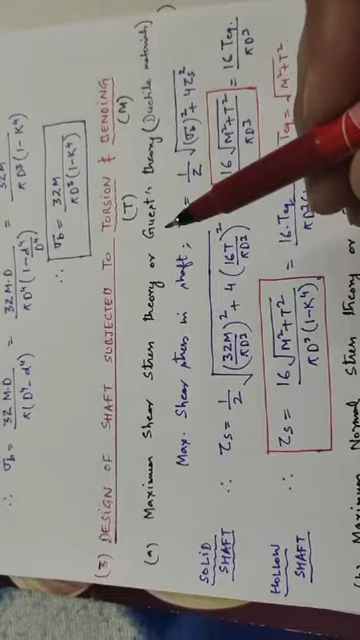 ∴ σb = 32 M·D / π(D⁴-d⁴) = 32 M·D / πD⁴(1-d⁴/D⁴) = 32M / πD³(1-K⁴)
∴ σb = 32M / πD³(1-K⁴)
(3) DESIGN OF SHAFT SUBJECTED TO TORSION & BENDING
(T) (M)
(a) Maximum Shear Stress theory or Guest's theory (Ductile materials)
Max. Shear stress in shaft; = 1/2 √(σb)² + 4τs²
SOLID SHAFT ∴ τs = 1/2 √(32M/πD³)² + 4(16T/πD³)² 16√M²+T² / πD³ = 16 Teq. / πD³
HOLLOW SHAFT ∴ τs = 16√M²+T² / πD³(1-K⁴) = 16·Teq / πD³( Teq = √M²+T²
Maximum Normal Stress theory or